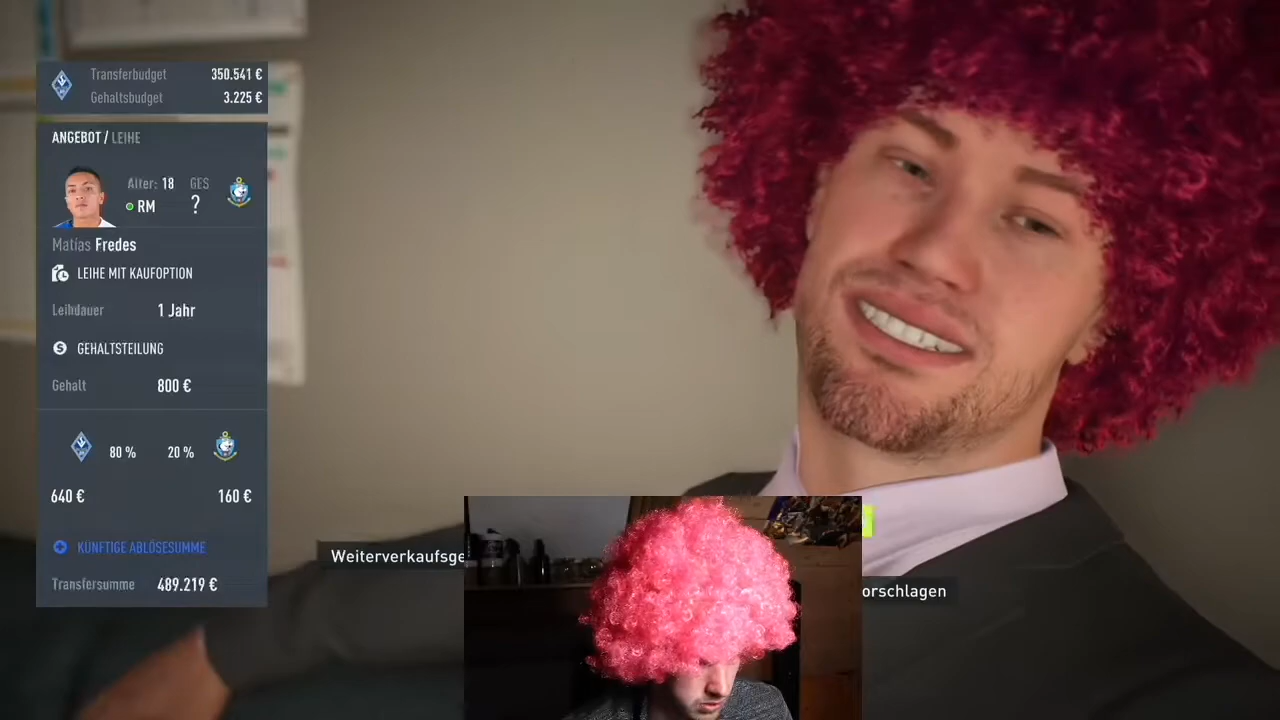 Transferbudget 350.541 €
Gehaltsbudget 3.225 €
ANGEBOT / LEIHE
Alter: 18 GES
RM ?
Matías Fredes
LEIHE MIT KAUFOPTION
Leihdauer 1 Jahr
GEHALTSTEILUNG
Gehalt 800 €
80 % 20 %
640 € 160 €
KÜNFTIGE ABLÖSESUMME
Weiterverkaufsge
Transfersumme 489.219 €
orschlagen